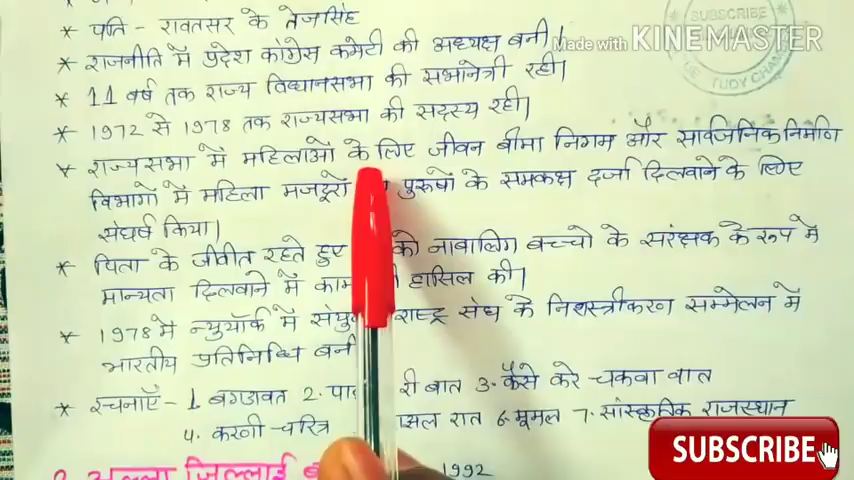 * पति - रावतसर के तेजसिंह
* राजनीति में प्रदेश कांग्रेस कमेटी की अध्यक्ष बनी।
* 11 बर्ष तक राज्य विधानसभा की सभानेत्री रही।
* 1972 से 1978 तक राज्यसभा की सदस्य रही।
* राज्यसभा में महिलाओं के लिए जीवन बीमा निगम और सार्वजनिक निर्माण
विभागों में महिला मजदूरों पुरुषों के समकक्ष दर्जा दिलवाने के लिए
संघर्ष किया।
* पिता के जीवीत रहते हुए को नाबालिग बच्चो के सरंक्षक के रूप मे
मान्यता दिलवाने में हासिल की।
* 1978 मे न्यूयॉर्क में राष्ट्र संघ के निशस्त्रीकरण सम्मेलन में
भारतीय प्रतिनिधि बनी
* रचनाएँ - 1. बगडावत 2. री बात 3. कैसे करे चकवा वात
4. करणी चरित्र रात 6. मूमल 7. सांस्कृतिक राजस्थान
1992
Made with KINEMASTER
SUBSCRIBE
SUBSCRIBE